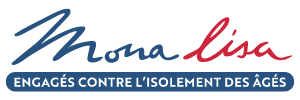 Mona lisa
ENGAGÉS CONTRE L'ISOLEMENT DES ÂGÉS